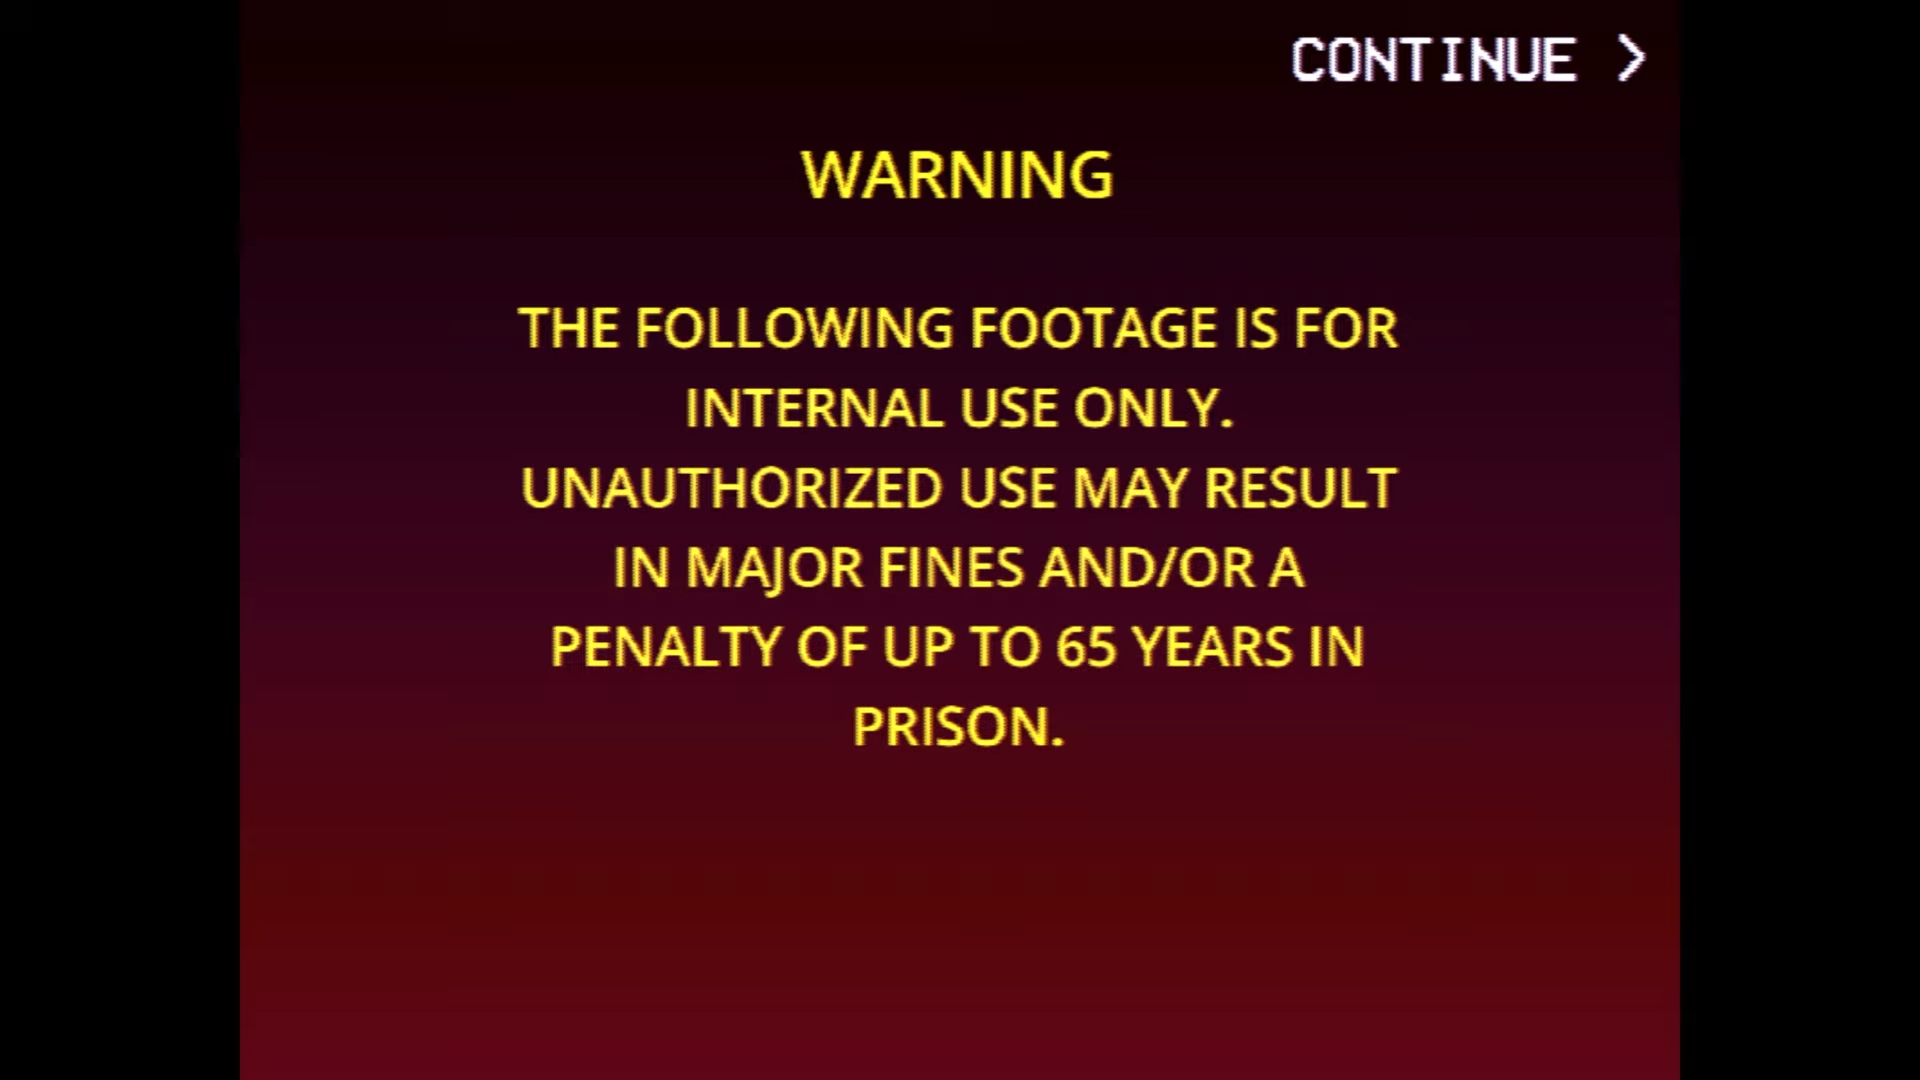 CONTINUE >
WARNING
THE FOLLOWING FOOTAGE IS FOR
INTERNAL USE ONLY.
UNAUTHORIZED USE MAY RESULT
IN MAJOR FINES AND/OR A
PENALTY OF UP TO 65 YEARS IN
PRISON.